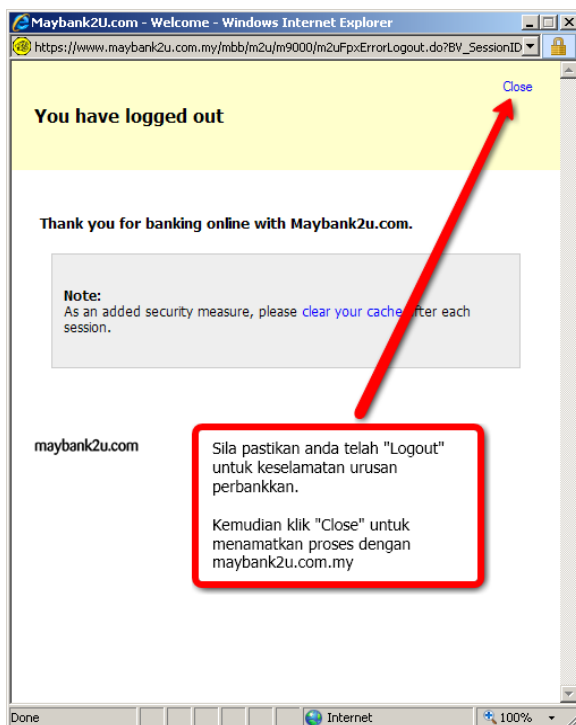 Maybank2U.com - Welcome - Windows Internet Explorer
https://www.maybank2u.com.my/mbb/m2u/m9000/m2uFpxErrorLogout.do?BV_SessionID
Close
You have logged out
Thank you for banking online with Maybank2u.com.
Note:
As an added security measure, please clear your cache after each
session.
maybank2u.com
Sila pastikan anda telah "Logout"
untuk keselamatan urusan
perbankkan.
Kemudian klik "Close" untuk
menamatkan proses dengan
maybank2u.com.my
Done
Internet
100%